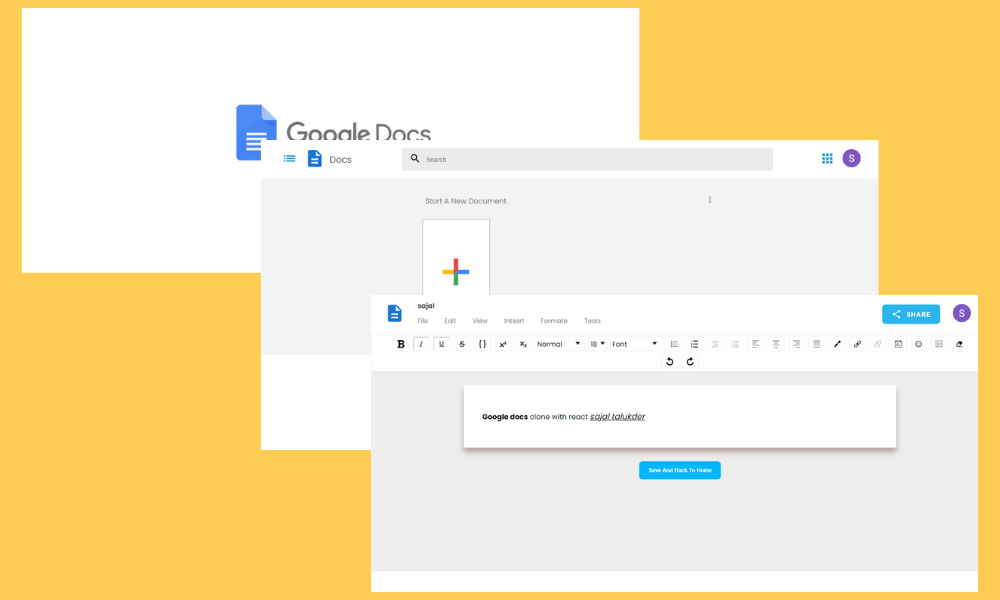 Google Docs
Docs
Search
S
Start A New Document
sajal
File Edit View Intsert Formate Tools
SHARE
S
B I U S {} x² X₂ Normal 18 Font
Google docs clone with react sajal talukder
Save And Back To Home